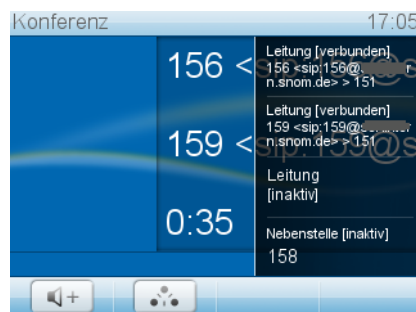 Konferenz 17:05
156 <
159 <
0:35
Leitung [verbunden]
156 <sip:156@
n.snom.de> > 151
Leitung [verbunden]
159 <sip:159@
n.snom.de> > 151
Leitung
[inaktiv]
Nebenstelle [inaktiv]
158